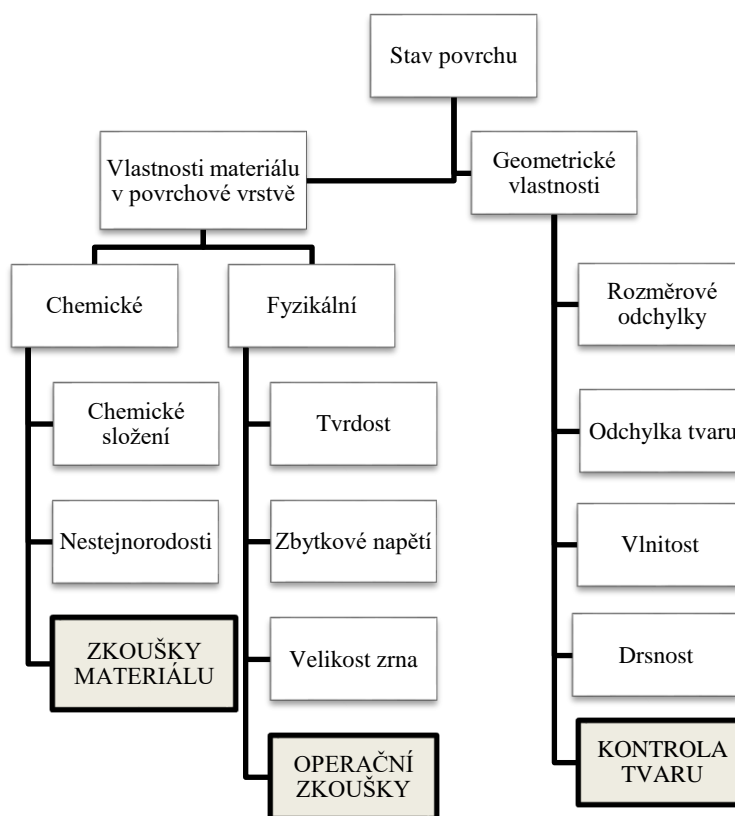 Stav povrchu
Vlastnosti materiálu
v povrchové vrstvě
Geometrické
vlastnosti
Chemické
Fyzikální
Rozměrové
odchylky
Chemické
složení
Tvrdost
Odchylka tvaru
Nestejnorodosti
Zbytkové napětí
Vlnitost
ZKOUŠKY
MATERIÁLU
Velikost zrna
Drsnost
OPERAČNÍ
ZKOUŠKY
KONTROLA
TVARU